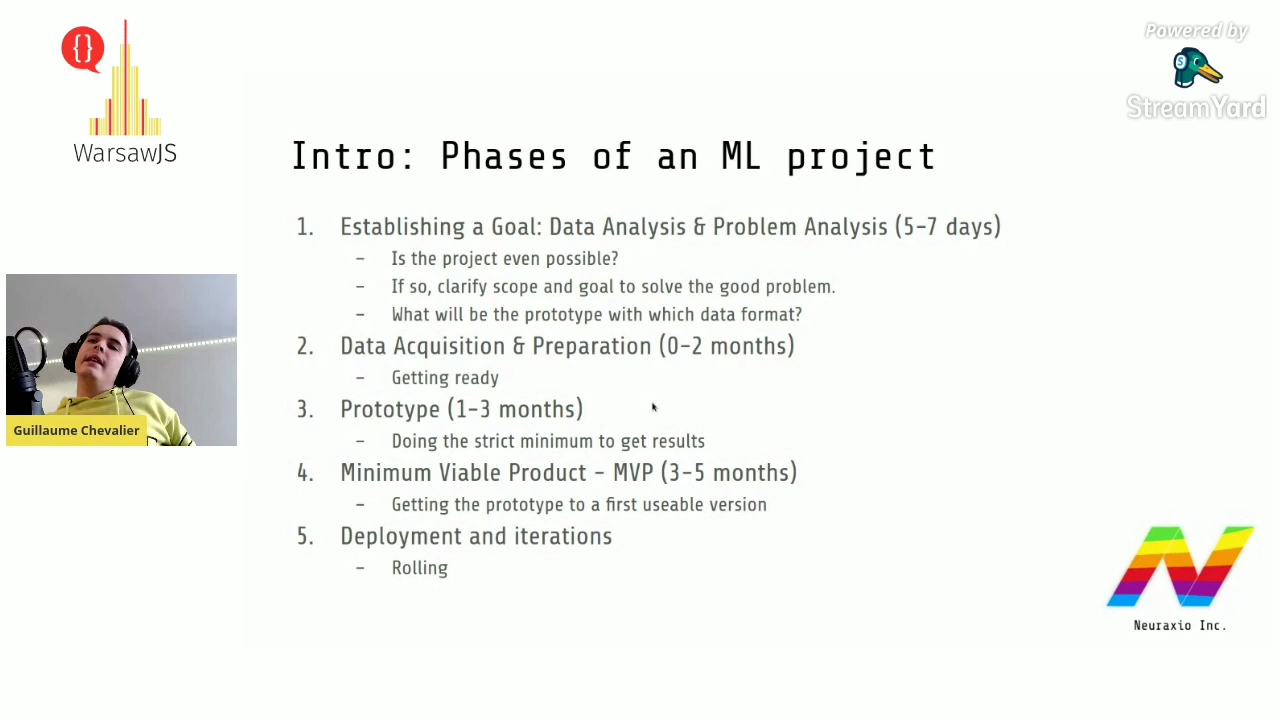 {}
WarsawJS
Powered by
S
StreamYard
Intro: Phases of an ML project
1. Establishing a Goal: Data Analysis & Problem Analysis (5-7 days)
- Is the project even possible?
- If so, clarify scope and goal to solve the good problem.
- What will be the prototype with which data format?
2. Data Acquisition & Preparation (0-2 months)
- Getting ready
3. Prototype (1-3 months)
- Doing the strict minimum to get results
4. Minimum Viable Product - MVP (3-5 months)
- Getting the prototype to a first useable version
5. Deployment and iterations
- Rolling
Guillaume Chevalier
N
Neuraxio Inc.